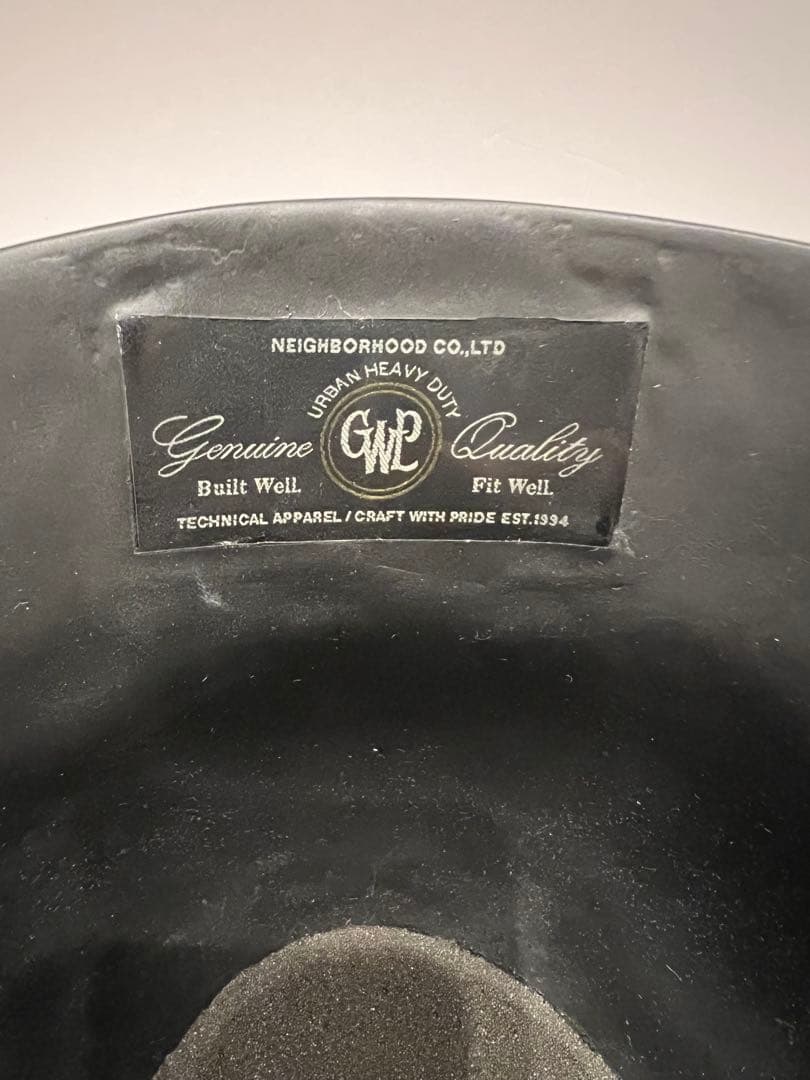 NEIGHBORHOOD CO.,LTD
URBAN HEAVY DUTY
Genuine GWP Quality
Built Well. Fit Well.
TECHNICAL APPAREL / CRAFT WITH PRIDE EST.1994